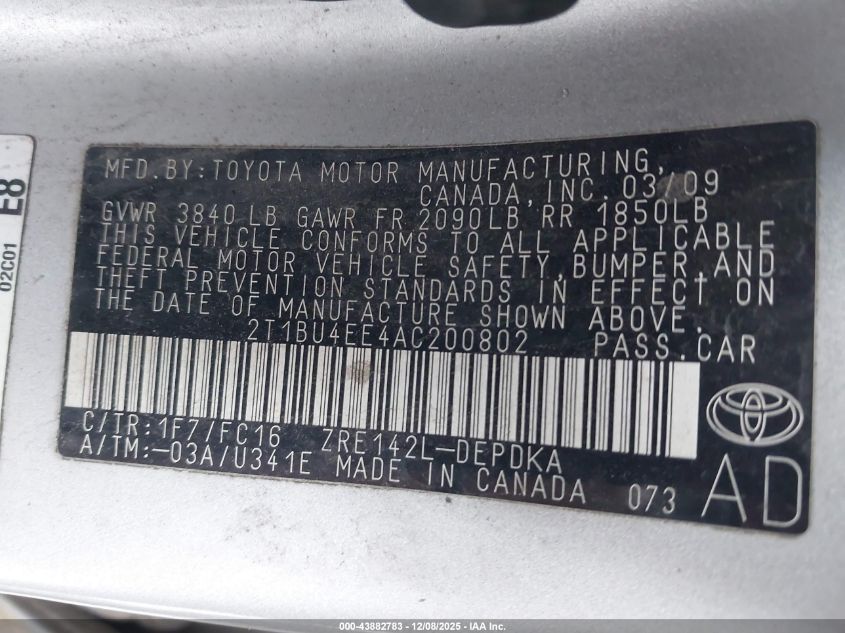 E8
02C01
MFD.BY:TOYOTA MOTOR MANUFACTURING,
CANADA,INC.03/09
GVWR 3840 LB GAWR FR 2090LB RR 1850LB
THIS VEHICLE CONFORMS TO ALL APPLICABLE
FEDERAL MOTOR VEHICLE SAFETY,BUMPER,AND
THEFT PREVENTION STANDARDS IN EFFECT ON
THE DATE OF MANUFACTURE SHOWN ABOVE.
2T1BU4EE4AC200802 PASS.CAR
C/TR:1F7/FC16 ZRE142L-DEPDKA
A/TM:-03A/U341E MADE IN CANADA 073
AD
000-43882783 - 12/08/2025 - IAA Inc.